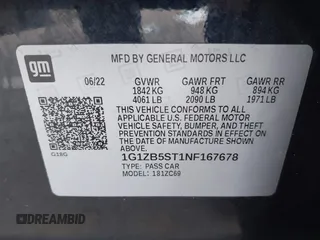 gm
MFD BY GENERAL MOTORS LLC
06/22 GVWR GAWR FRT GAWR RR
1842 KG 948 KG 894 KG
4061 LB 2090 LB 1971 LB
THIS VEHICLE CONFORMS TO ALL
APPLICABLE U.S. FEDERAL MOTOR
VEHICLE SAFETY, BUMPER, AND
THEFT PREVENTION STANDARDS IN
EFFECT ON THE DATE OF
MANUFACTURE SHOWN ABOVE.
G18G
1G1ZB5ST1NF167678
TYPE: PASS CAR
MODEL: 181ZC69
DREAMBID